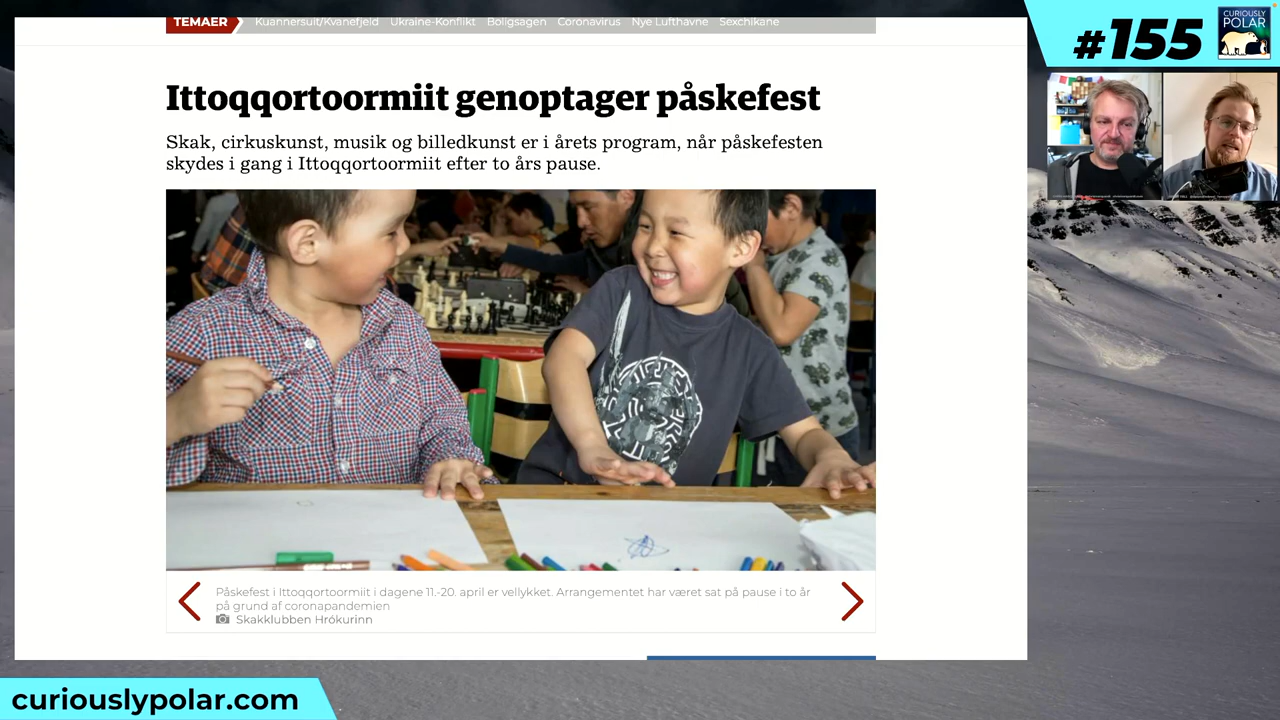 TEMAER Kuannersuit/Kvanefjeld Ukraine-Konflikt Boligsagen Coronavirus Nye Lufthavne Sexchikane
#155
CURIOUSLY
POLAR
Ittoqqortoormiit genoptager påskefest
Skak, cirkuskunst, musik og billedkunst er i årets program, når påskefesten
skydes i gang i Ittoqqortoormiit efter to års pause.
Påskefest i Ittoqqortoormiit i dagene 11.-20. april er vellykket. Arrangementet har været sat på pause i to år
på grund af coronapandemien
Skakklubben Hrókurinn
curiouslypolar.com